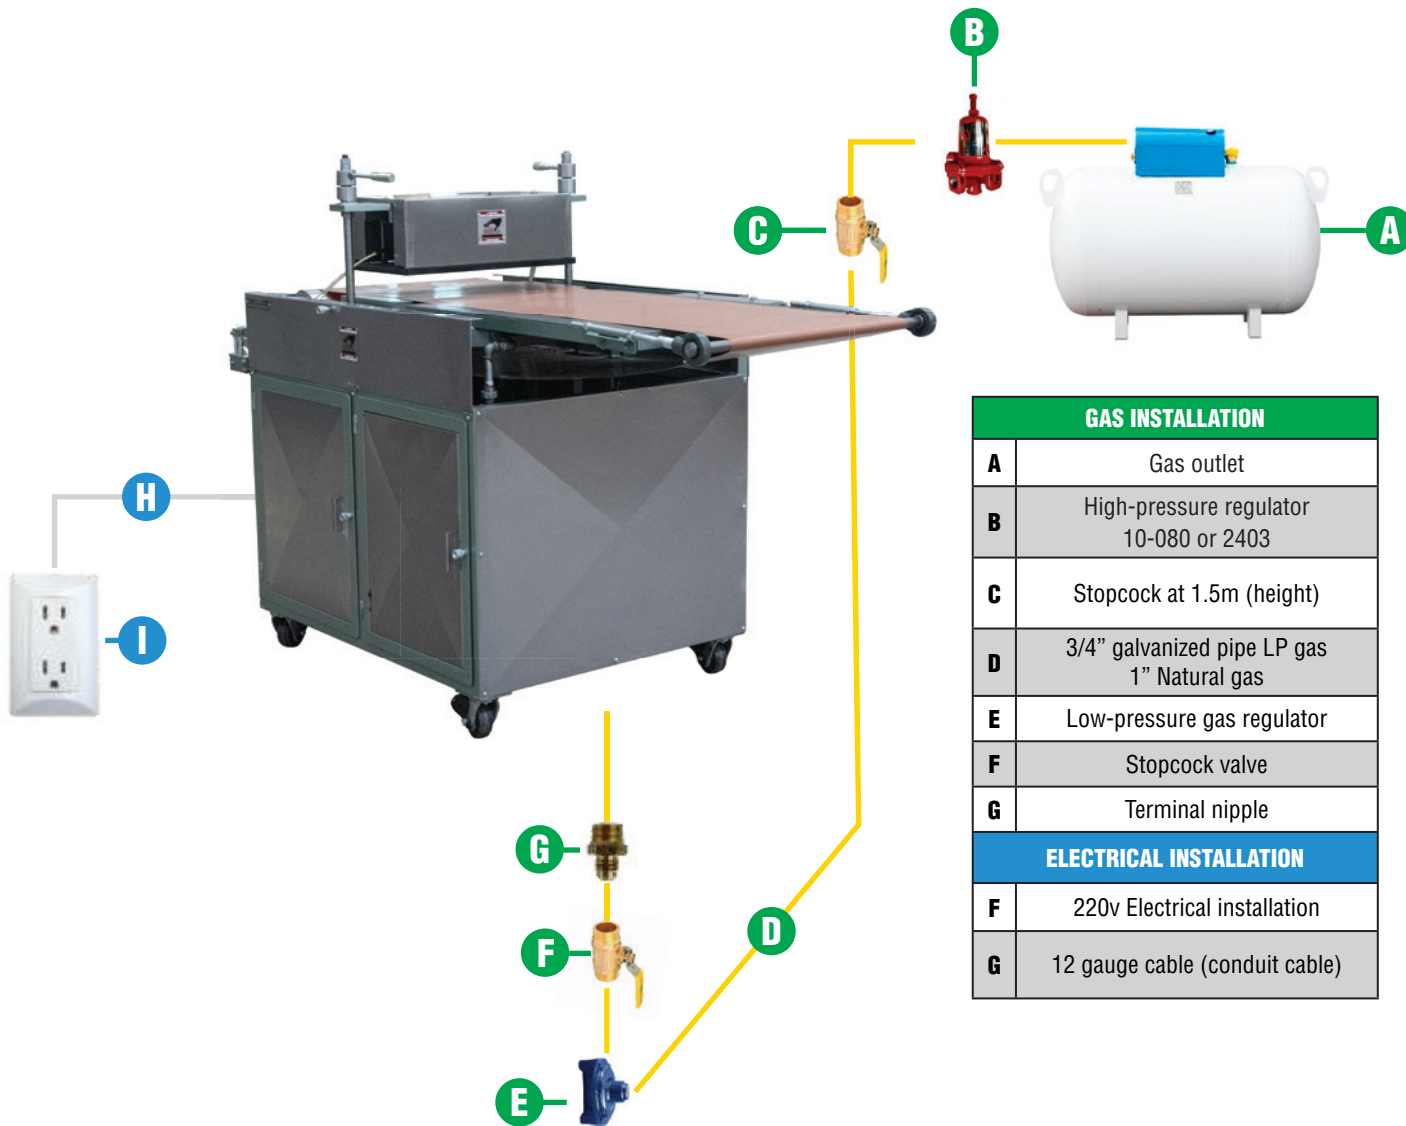 B
C
A
H
I
G
F
D
E
GAS INSTALLATION
A Gas outlet
B High-pressure regulator
10-080 or 2403
C Stopcock at 1.5m (height)
D 3/4” galvanized pipe LP gas
1” Natural gas
E Low-pressure gas regulator
F Stopcock valve
G Terminal nipple
ELECTRICAL INSTALLATION
F 220v Electrical installation
G 12 gauge cable (conduit cable)